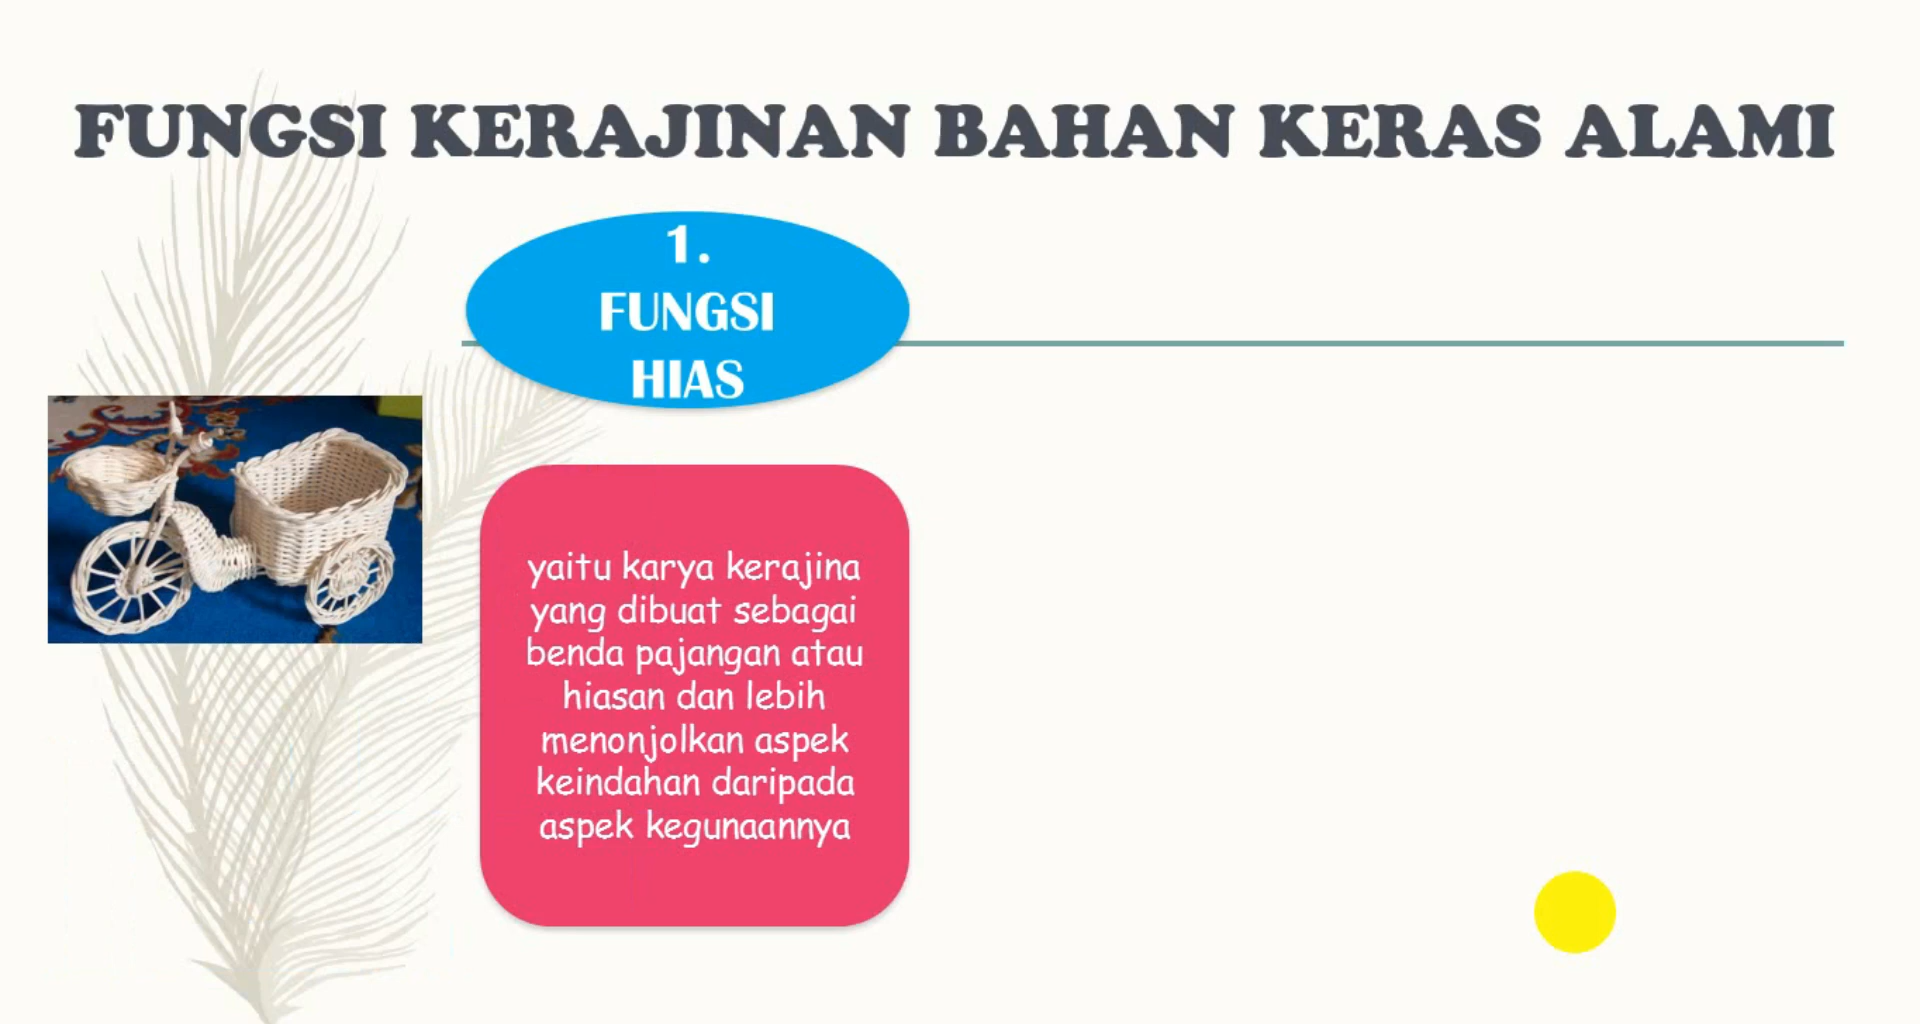 FUNGSI KERAJINAN BAHAN KERAS ALAMI
1.
FUNGSI
HIAS
yaitu karya kerajina
yang dibuat sebagai
benda pajangan atau
hiasan dan lebih
menonjolkan aspek
keindahan daripada
aspek kegunaannya